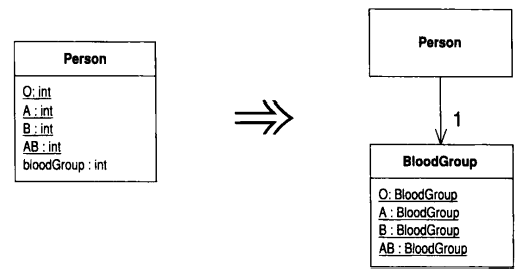 Person
O: int
A : int
B : int
AB : int
bloodGroup : int
Person
1
BloodGroup
O: BloodGroup
A : BloodGroup
B : BloodGroup
AB : BloodGroup